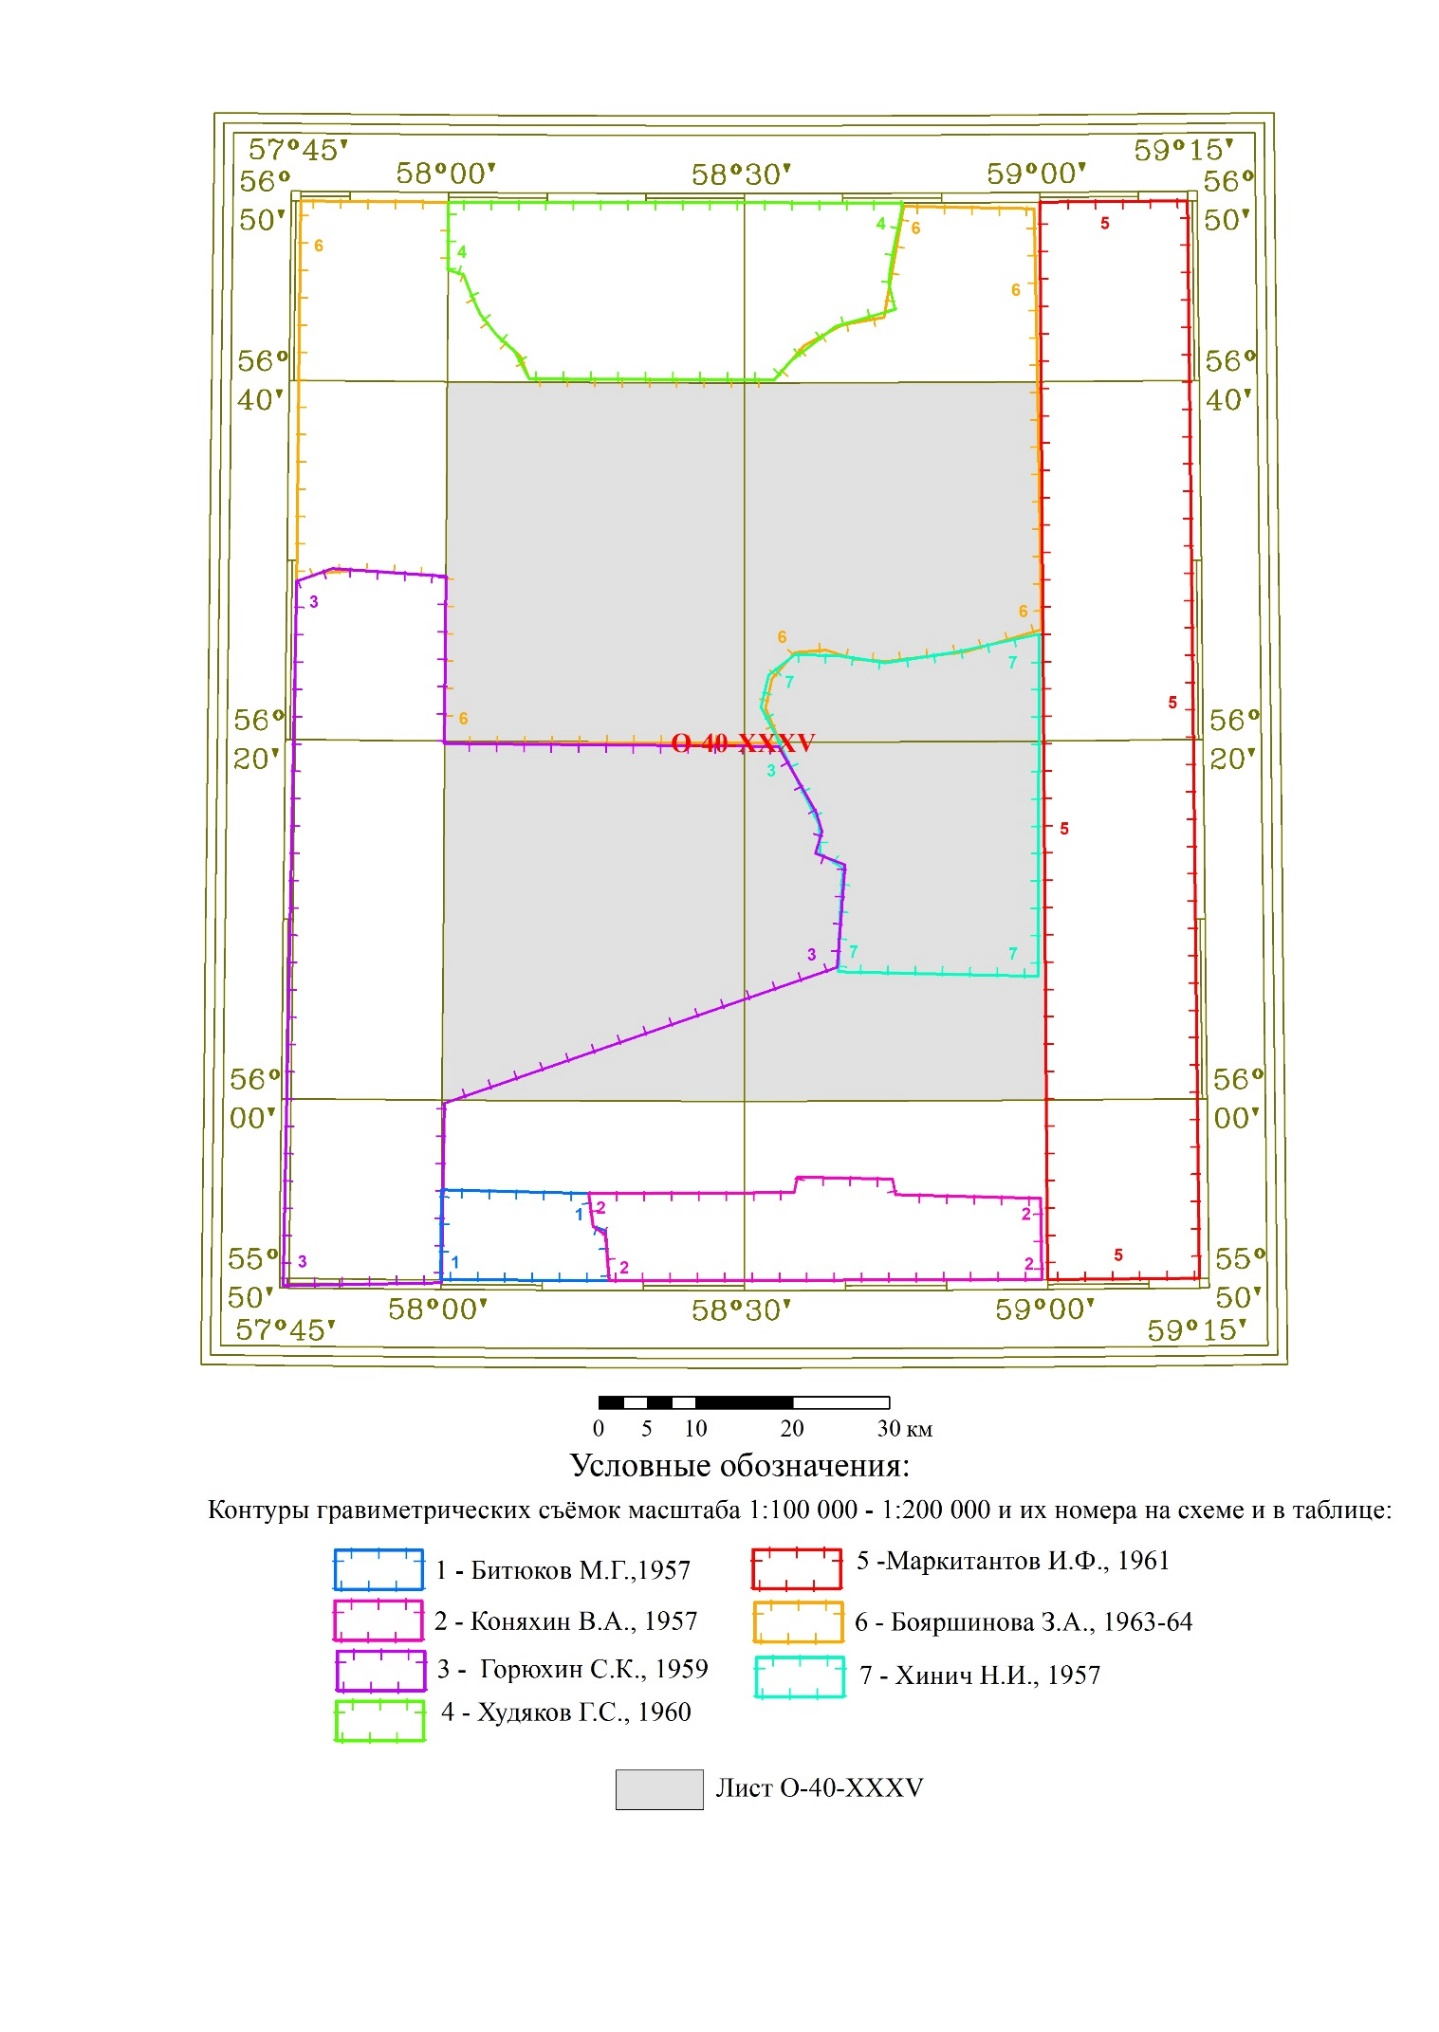 57°45' 59°15'
58°00' 58°30' 59°00'
56° 56°
50' 50'
5
4 6
4
6
6
56° 56°
40' 40'
3
6
6
7
7
5
6
56° 56°
20' O-40-XXXV 20'
3
5
3 7 7
56° 56°
00' 00'
1 2 2
55° 55°
3 1 2 2 5
50' 50'
58°00' 58°30' 59°00'
57°45' 59°15'
0 5 10 20 30 км
Условные обозначения:
Контуры гравиметрических съёмок масштаба 1:100 000 - 1:200 000 и их номера на схеме и в таблице:
1 - Битюков М.Г.,1957
2 - Коняхин В.А., 1957
3 - Горюхин С.К., 1959
4 - Худяков Г.С., 1960
5 -Маркитантов И.Ф., 1961
6 - Бояршинова З.А., 1963-64
7 - Хинич Н.И., 1957
Лист О-40-XXXV